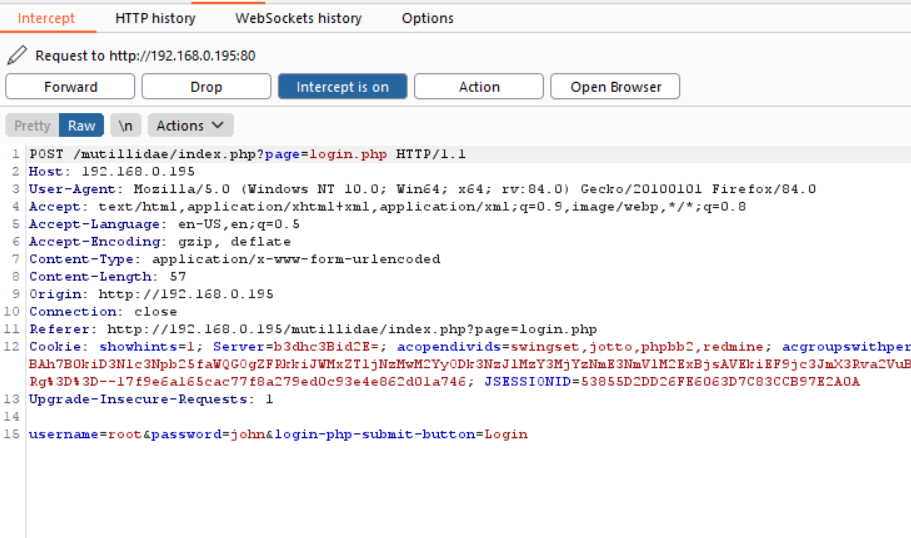 Intercept HTTP history WebSockets history Options
Request to http://192.168.0.195:80
Forward Drop Intercept is on Action Open Browser
Pretty Raw \n Actions
1 POST /mutillidae/index.php?page=login.php HTTP/1.1
2 Host: 192.168.0.195
3 User-Agent: Mozilla/5.0 (Windows NT 10.0; Win64; x64; rv:84.0) Gecko/20100101 Firefox/84.0
4 Accept: text/html,application/xhtml+xml,application/xml;q=0.9,image/webp,*/*;q=0.8
5 Accept-Language: en-US,en;q=0.5
6 Accept-Encoding: gzip, deflate
7 Content-Type: application/x-www-form-urlencoded
8 Content-Length: 57
9 Origin: http://192.168.0.195
10 Connection: close
11 Referer: http://192.168.0.195/mutillidae/index.php?page=login.php
12 Cookie: showhints=1; Server=b3dhc3Bid2E=; acopendivids=swingset,jotto,phpbb2,redmine; acgroupswithper
Rg%3D%3D--17f9e6a165cac77f8a279ed0c93e4e862d01a746; JSESSIONID=53855D2DD26FE6063D7C83CCB97E2A0A
13 Upgrade-Insecure-Requests: 1
14
15 username=root&password=john&login-php-submit-button=Login